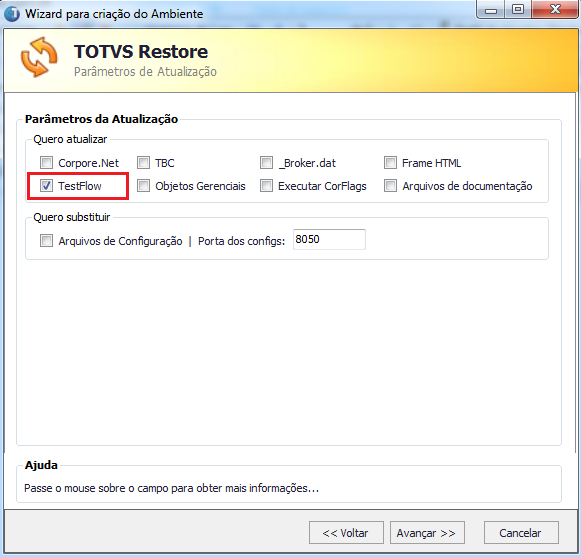 Wizard para criação do Ambiente
TOTVS Restore
Parâmetros de Atualização
Parâmetros da Atualização
Quero atualizar
Corpore.Net TBC _Broker.dat Frame HTML
TestFlow Objetos Gerenciais Executar CorFlags Arquivos de documentação
Quero substituir
Arquivos de Configuração | Porta dos configs: 8050
Ajuda
Passe o mouse sobre o campo para obter mais informações...
<< Voltar Avançar >> Cancelar